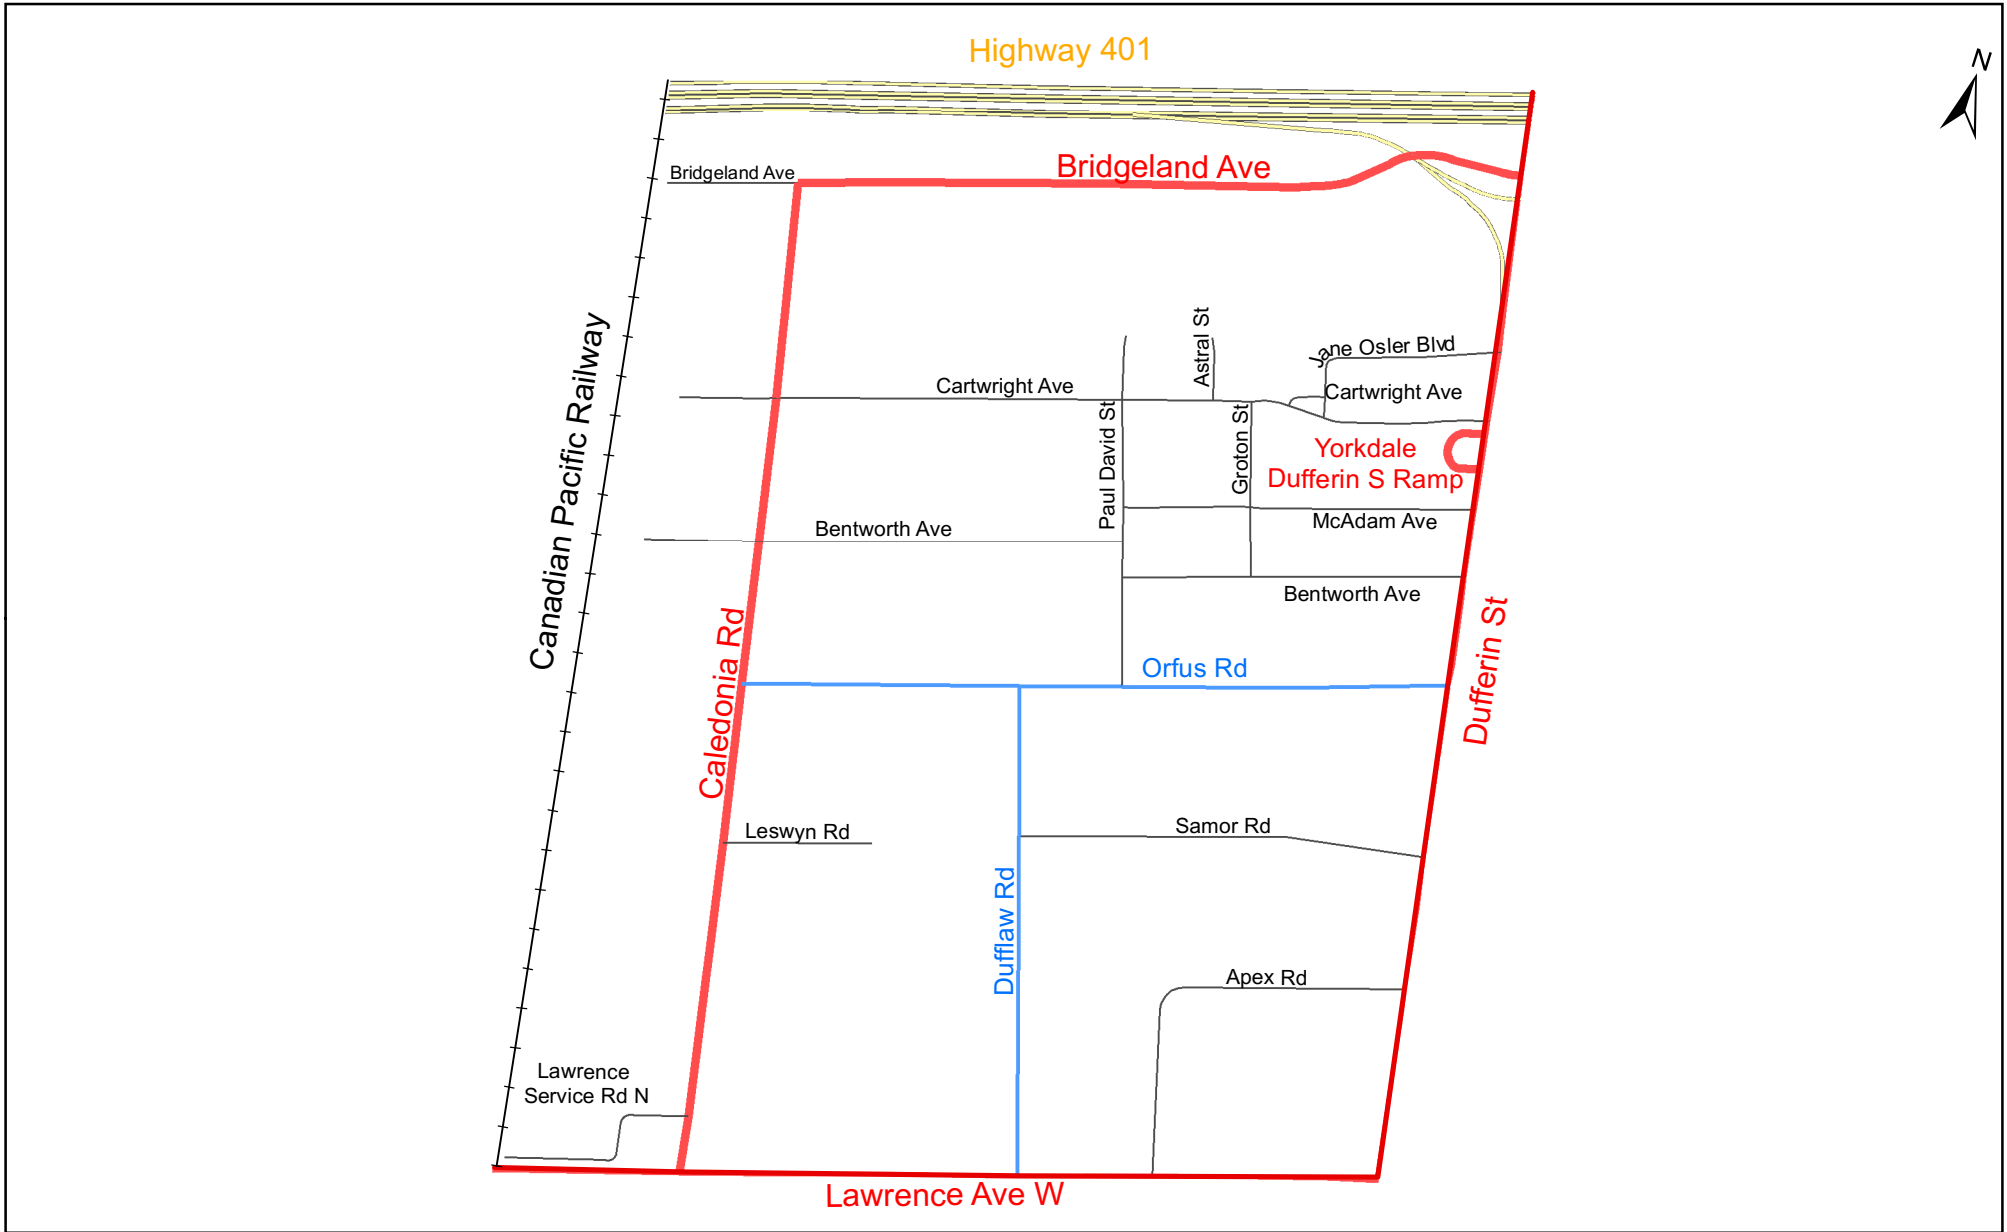 Highway 401
N
Bridgeland Ave
Bridgeland Ave
Canadian Pacific Railway
Astral St
Jane Osler Blvd
Cartwright Ave
Cartwright Ave
Paul David St
Groton St
Yorkdale
Dufferin S Ramp
McAdam Ave
Bentworth Ave
Bentworth Ave
Caledonia Rd
Dufferin St
Orfus Rd
Leswyn Rd
Samor Rd
Dufflaw Rd
Apex Rd
Lawrence
Service Rd N
Lawrence Ave W